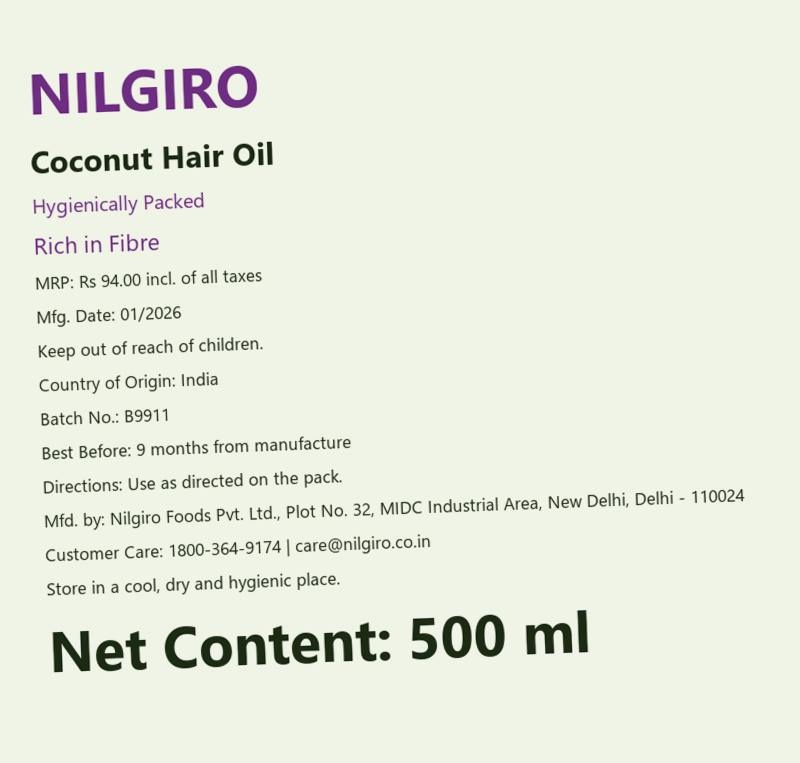 NILGIRO
Coconut Hair Oil
Hygienically Packed
Rich in Fibre
MRP: Rs 94.00 incl. of all taxes
Mfg. Date: 01/2026
Keep out of reach of children.
Country of Origin: India
Batch No.: B9911
Best Before: 9 months from manufacture
Directions: Use as directed on the pack.
Mfd. by: Nilgiro Foods Pvt. Ltd., Plot No. 32, MIDC Industrial Area, New Delhi, Delhi - 110024
Customer Care: 1800-364-9174 | care@nilgiro.co.in
Store in a cool, dry and hygienic place.
Net Content: 500 ml